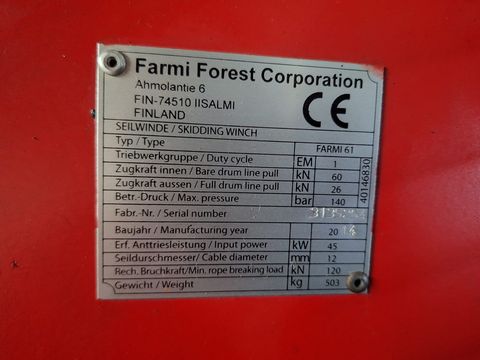 Farmi Forest Corporation
Ahmolantie 6
FIN-74510 IISALMI
FINLAND
CE
SEILWINDE / SKIDDING WINCH
Typ / Type FARMI 61
Triebwerkgruppe / Duty cycle EM 1
Zugkraft innen / Bare drum line pull kN 60
Zugkraft aussen / Full drum line pull kN 26
Betr.-Druck / Max. pressure bar 140
Fabr.-Nr. / Serial number
Baujahr / Manufacturing year 20 14
Erf. Anttriesleistung / Input power kW 45
Seildurschmesser / Cable diameter mm 12
Rech. Bruchkraft/Min. rope breaking load kN 120
Gewicht / Weight kg 503
40146830